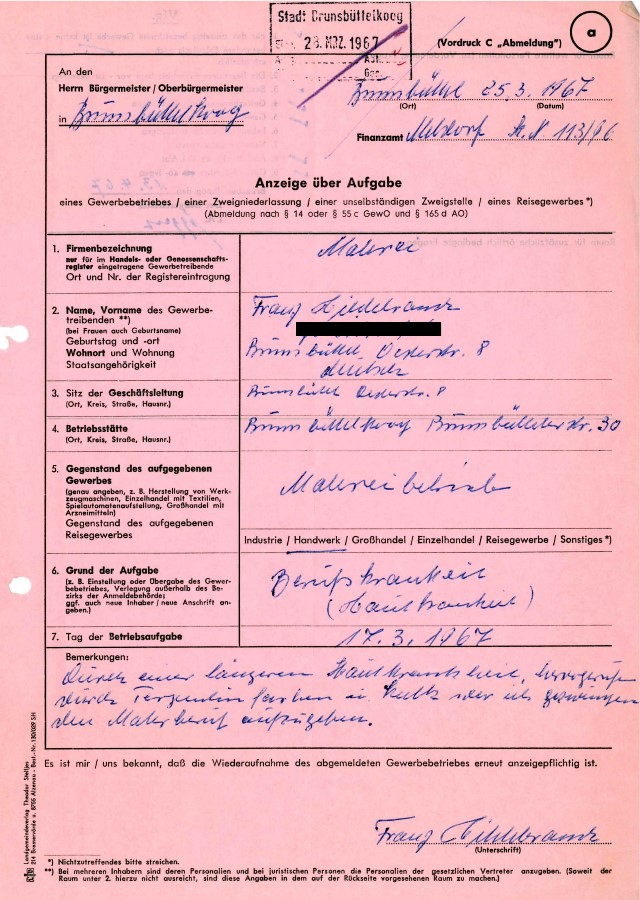 Stadt Brunsbüttelkoog
28. MRZ. 1967
(Vordruck C „Abmeldung”)
a
An den
Herrn Bürgermeister/Oberbürgermeister
in Brunsbüttelkoog
Brunsbüttel 25.3.1967
(Ort) (Datum)
Finanzamt Meldorf St. N 113/96
Anzeige über Aufgabe
eines Gewerbebetriebes / einer Zweigniederlassung / einer unselbständigen Zweigstelle / eines Reisegewerbes*)
(Abmeldung nach § 14 oder § 55 c GewO und § 165 d AO)
1. Firmenbezeichnung
nur für im Handels- oder Genossenschafts-
register eingetragene Gewerbetreibende
Ort und Nr. der Registereintragung
Malerei
2. Name, Vorname des Gewerbe-
treibenden **)
(bei Frauen auch Geburtsname)
Geburtstag und -ort
Wohnort und Wohnung
Staatsangehörigkeit
Franz Hildebrandt
Brunsbüttel, Oesterstr. 8
deutsch
3. Sitz der Geschäftsleitung
(Ort, Kreis, Straße, Hausnr.)
Brunsbüttel Oesterstr. 8
4. Betriebsstätte
(Ort, Kreis, Straße, Hausnr.)
Brunsbüttelkoog Brunsbüttelerstr. 30
5. Gegenstand des aufgegebenen
Gewerbes
(genau angeben, z. B. Herstellung von Werk-
zeugmaschinen, Einzelhandel mit Textilien,
Spielautomatenaufstellung, Großhandel mit
Arzneimitteln)
Gegenstand des aufgegebenen
Reisegewerbes
Malereibetrieb
Industrie / Handwerk / Großhandel / Einzelhandel / Reisegewerbe / Sonstiges *)
6. Grund der Aufgabe
(z. B. Einstellung oder Übergabe des Gewer-
bebetriebes, Verlegung außerhalb des Be-
zirks der Anmeldebehörde;
ggf. auch neue Inhaber / neue Anschrift an-
geben.)
Berufskrankeit
(Hautkrankeit)
7. Tag der Betriebsaufgabe
17.3.1967
Bemerkungen:
Durch einer längeren Hautkrankheit, hervorgerufen
durch Terpentin farben u. Kalk ich gezwungen
den Malerberuf aufzugeben.
Es ist mir / uns bekannt, daß die Wiederaufnahme des abgemeldeten Gewerbebetriebes erneut anzeigepflichtig ist.
Franz Hildebrandt
(Unterschrift)
*) Nichtzutreffendes bitte streichen.
**) Bei mehreren Inhabern sind deren Personalien und bei juristischen Personen die Personalien der gesetzlichen Vertreter anzugeben. (Soweit der
Raum unter 2. hierzu nicht ausreicht, sind diese Angaben in dem auf der Rückseite vorgesehenen Raum zu machen.)
Landgemeindeverlag Theodor Steltjes